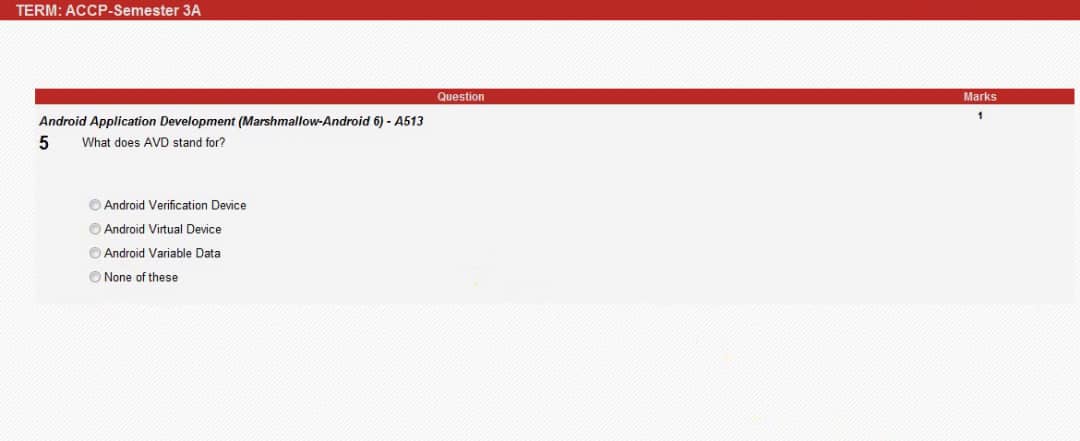 TERM: ACCP-Semester 3A
Question Marks
Android Application Development (Marshmallow-Android 6) - A513 1
5 What does AVD stand for?
Android Verification Device
Android Virtual Device
Android Variable Data
None of these